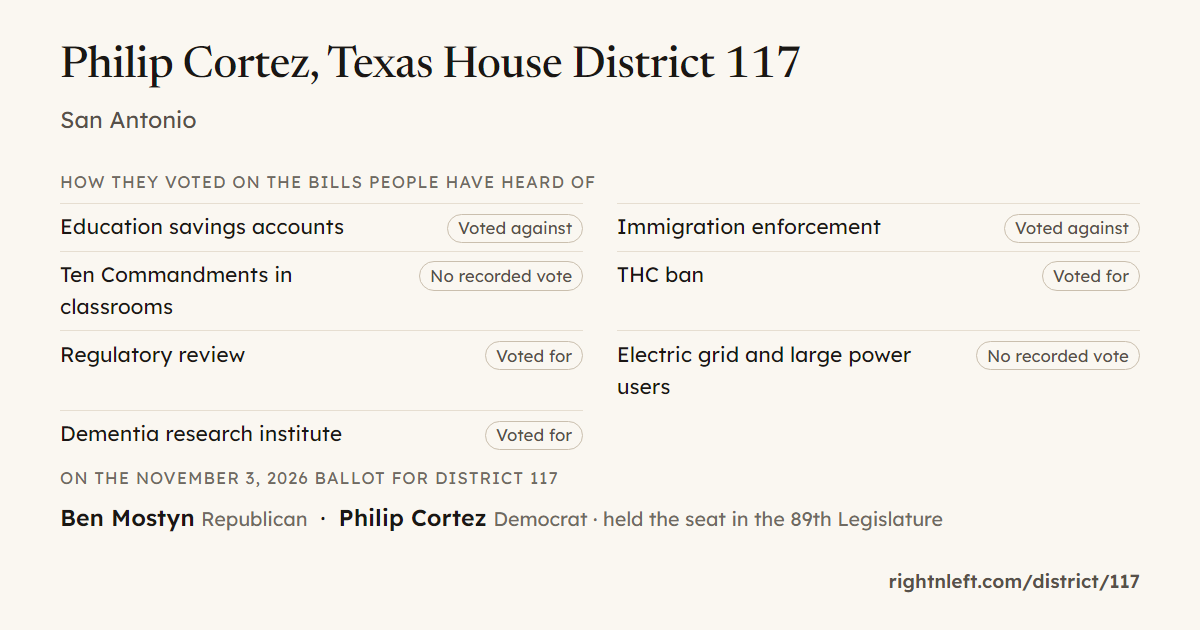 Philip Cortez, Texas House District 117
San Antonio
HOW THEY VOTED ON THE BILLS PEOPLE HAVE HEARD OF
Education savings accounts Voted against
Immigration enforcement Voted against
Ten Commandments in No recorded vote
classrooms
THC ban Voted for
Regulatory review Voted for
Electric grid and large power No recorded vote
users
Dementia research institute Voted for
ON THE NOVEMBER 3, 2026 BALLOT FOR DISTRICT 117
Ben Mostyn Republican · Philip Cortez Democrat · held the seat in the 89th Legislature
rightnleft.com/district/117